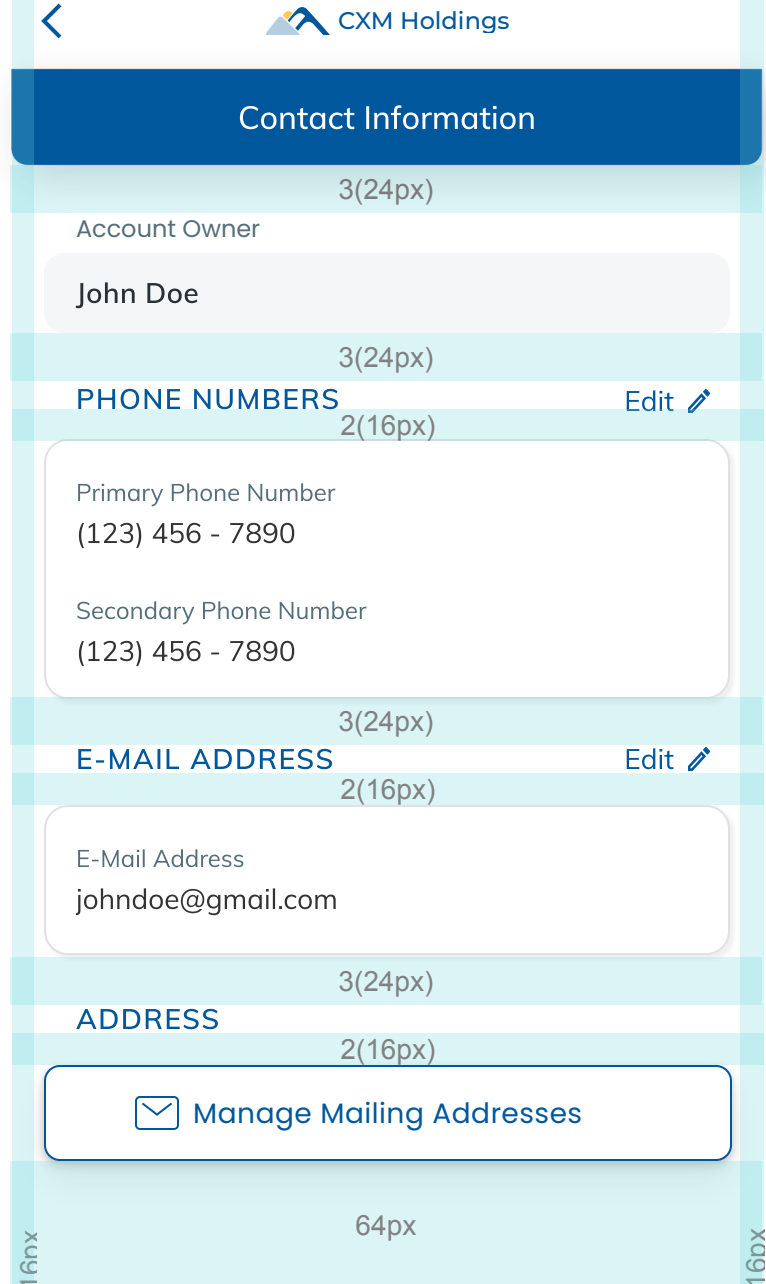 CXM Holdings
Contact Information
3(24px)
Account Owner
John Doe
3(24px)
PHONE NUMBERS Edit
2(16px)
Primary Phone Number
(123) 456 - 7890
Secondary Phone Number
(123) 456 - 7890
3(24px)
E-MAIL ADDRESS Edit
2(16px)
E-Mail Address
johndoe@gmail.com
3(24px)
ADDRESS
2(16px)
Manage Mailing Addresses
64px
16px
16px